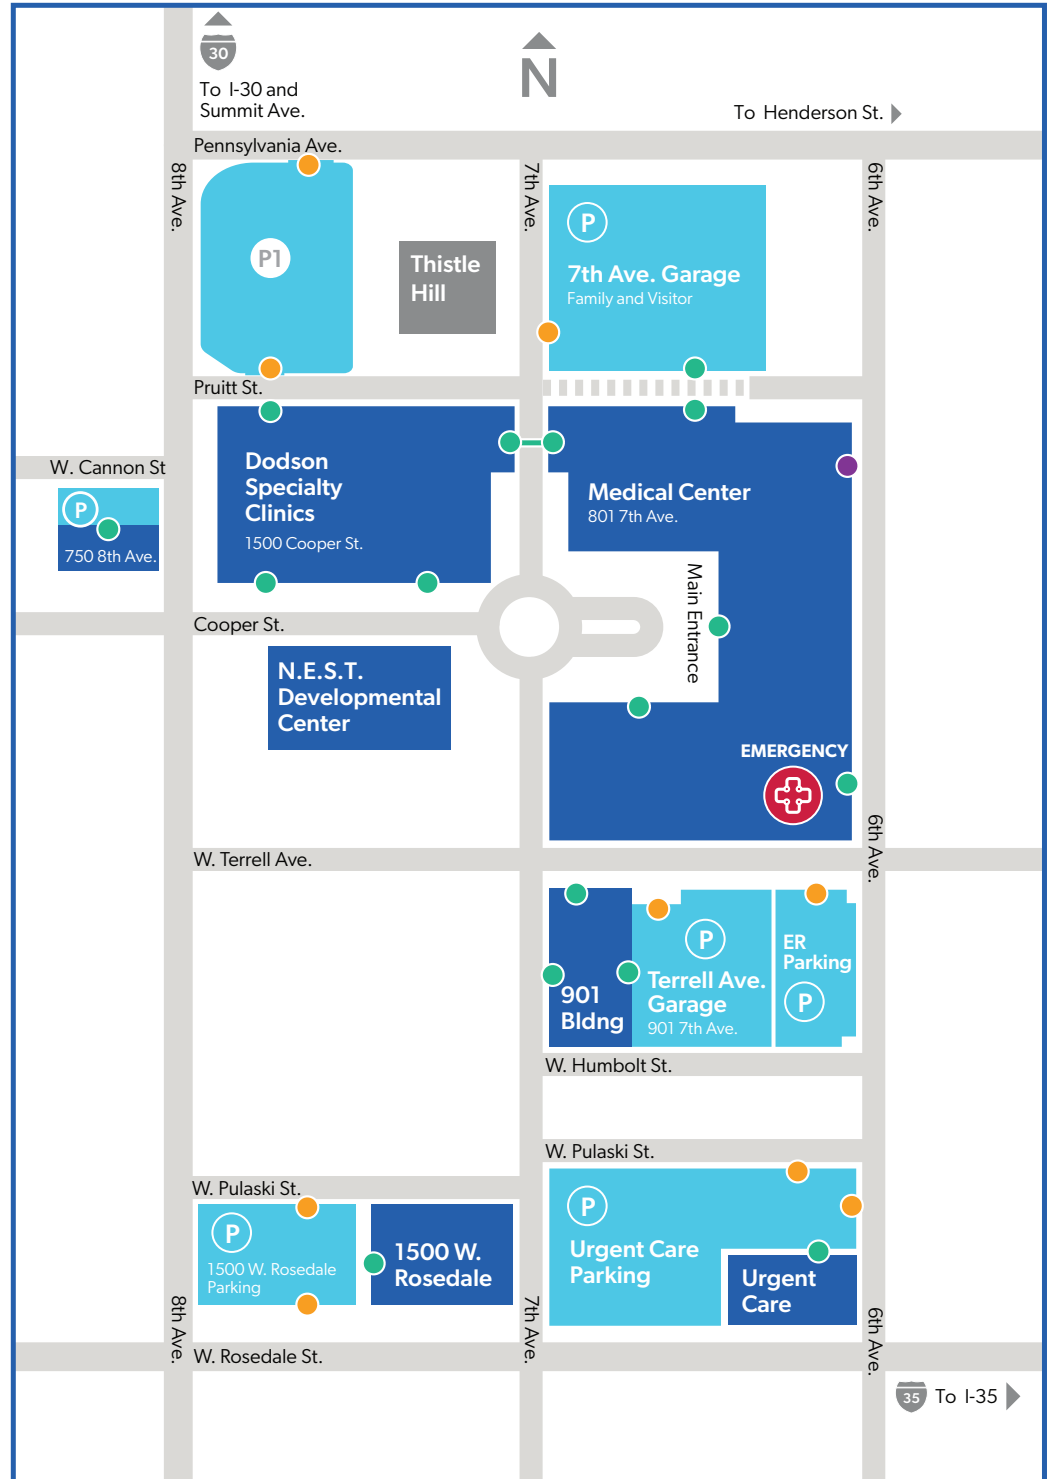 30
To I-30 and
Summit Ave.
N
To Henderson St.
Pennsylvania Ave.
8th Ave.
7th Ave.
6th Ave.
P1
Thistle
Hill
P
7th Ave. Garage
Family and Visitor
Pruitt St.
W. Cannon St
P
750 8th Ave.
Dodson
Specialty
Clinics
1500 Cooper St.
Medical Center
801 7th Ave.
Main Entrance
Cooper St.
N.E.S.T.
Developmental
Center
EMERGENCY
6th Ave.
W. Terrell Ave.
901
Bldng
P
Terrell Ave.
Garage
901 7th Ave.
ER
Parking
P
W. Humbolt St.
W. Pulaski St.
W. Pulaski St.
P
1500 W. Rosedale
Parking
1500 W.
Rosedale
P
Urgent Care
Parking
Urgent
Care
8th Ave.
7th Ave.
6th Ave.
W. Rosedale St.
35
To I-35